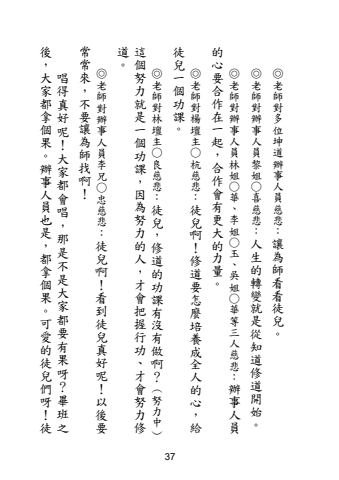 ◎老師對多位坤道辦事人員慈悲：讓為師看看徒兒。
◎老師對辦事人員黎姐○喜慈悲：人生的轉變就是從知道修道開始。
◎老師對辦事人員林姐○華、李姐○玉、吳姐○華等三人慈悲：辦事人員
的心要合作在一起，合作會有更大的力量。
◎老師對楊壇主○杭慈悲：徒兒啊！修道要怎麼培養成全人的心，給
徒兒一個功課。
◎老師對林壇主○良慈悲：徒兒，修道的功課有沒有做啊？（努力中）
這個努力就是一個功課，因為努力的人，才會把握行功、才會努力修
道。
◎老師對辦事人員李兄○忠慈悲：徒兒啊！看到徒兒真好呢！以後要
常常來，不要讓為師找啊！
唱得真好呢！大家都會唱，那是不是大家都要有果呀？畢班之
後，大家都拿個果。辦事人員也是，都拿個果。可愛的徒兒們呀！徒
37